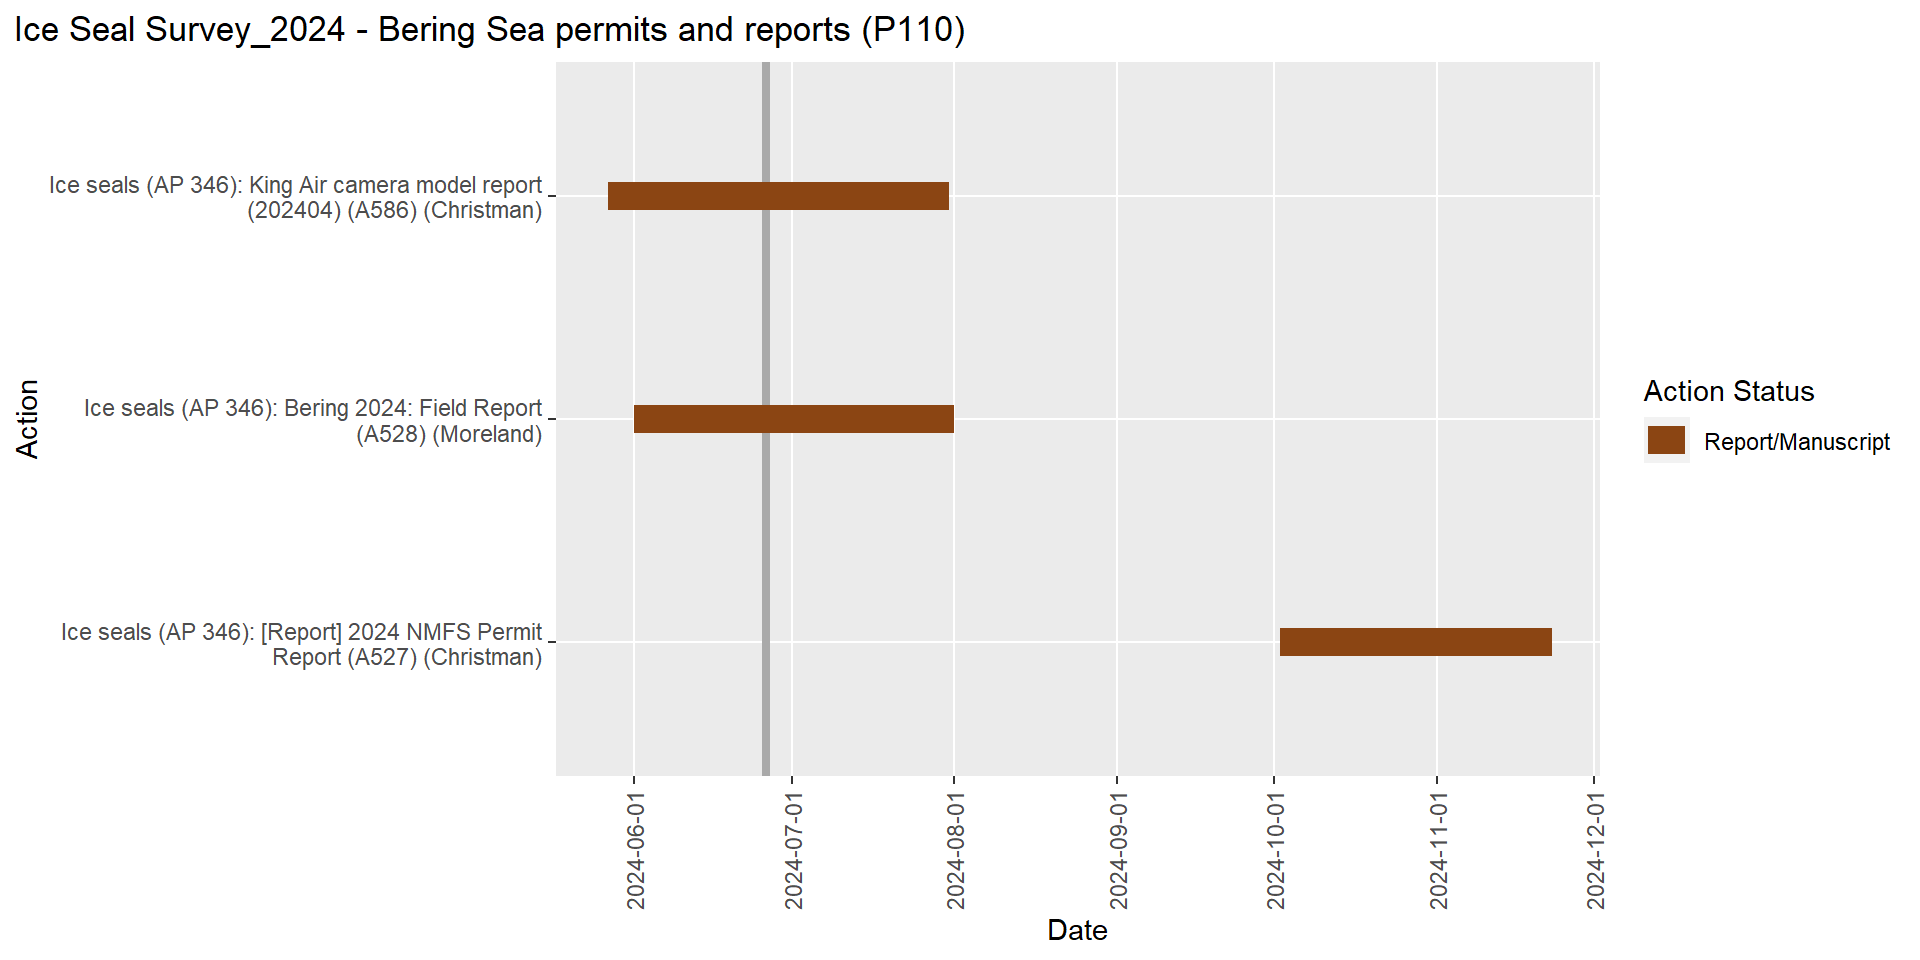 Ice Seal Survey_2024 - Bering Sea permits and reports (P110)
Action
Ice seals (AP 346): King Air camera model report
(202404) (A586) (Christman)
Ice seals (AP 346): Bering 2024: Field Report
(A528) (Moreland)
Ice seals (AP 346): [Report] 2024 NMFS Permit
Report (A527) (Christman)
2024-06-01
2024-07-01
2024-08-01
2024-09-01
2024-10-01
2024-11-01
2024-12-01
Date
Action Status
Report/Manuscript